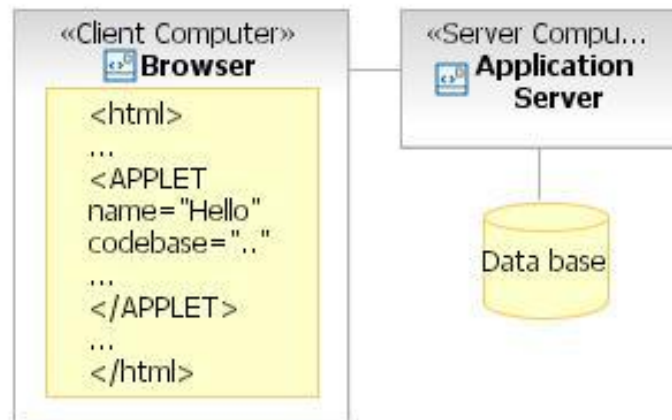 «Client Computer»
Browser
<html>
...
<APPLET
name="Hello"
codebase=".."
...
</APPLET>
...
</html>
«Server Compu...
Application
Server
Data base